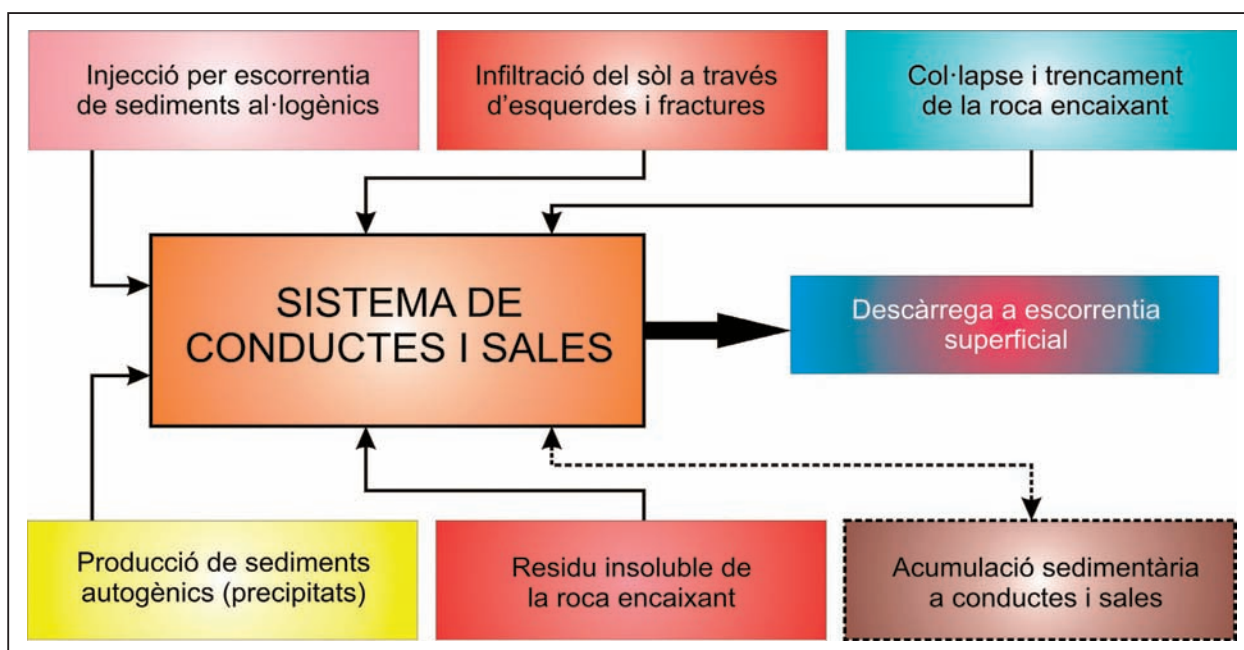 Injecció per escorrentia
de sediments al·logènics
Infiltració del sòl a través
d'esquerdes i fractures
Col·lapse i trencament
de la roca encaixant
SISTEMA DE
CONDUCTES I SALES
Descàrrega a escorrentia
superficial
Producció de sediments
autogènics (precipitats)
Residu insoluble de
la roca encaixant
Acumulació sedimentària
a conductes i sales